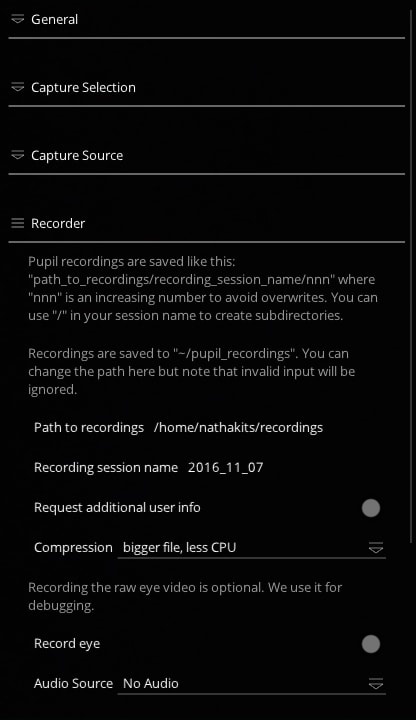 General
Capture Selection
Capture Source
Recorder
Pupil recordings are saved like this:
"path_to_recordings/recording_session_name/nnn" where
"nnn" is an increasing number to avoid overwrites. You can
use "/" in your session name to create subdirectories.
Recordings are saved to "~/pupil_recordings". You can
change the path here but note that invalid input will be
ignored.
Path to recordings /home/nathakits/recordings
Recording session name 2016_11_07
Request additional user info
Compression bigger file, less CPU
Recording the raw eye video is optional. We use it for
debugging.
Record eye
Audio Source No Audio